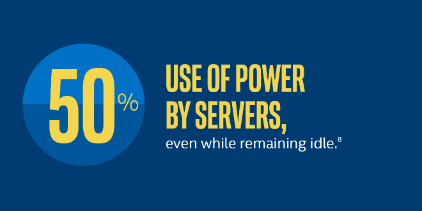 50%
USE OF POWER
BY SERVERS,
even while remaining idle.⁸